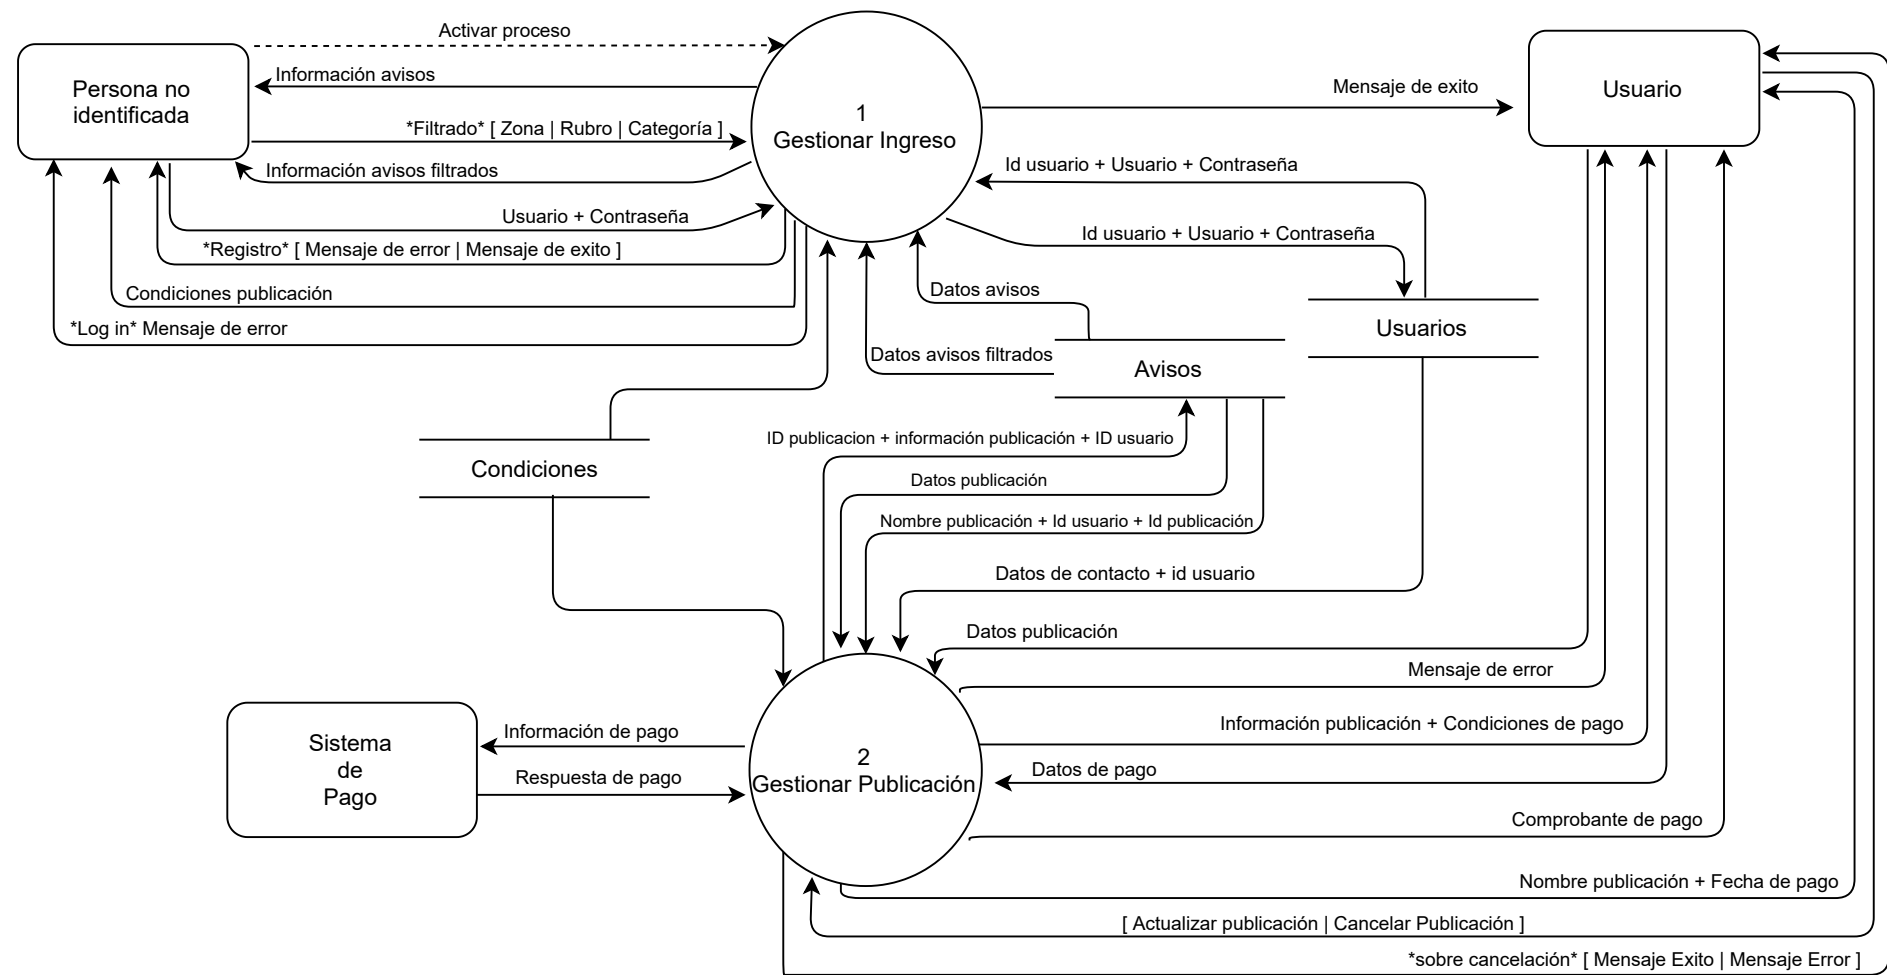 Activar proceso
Persona no
identificada
Información avisos
1
Gestionar Ingreso
Mensaje de exito
Usuario
*Filtrado* [ Zona | Rubro | Categoría ]
Información avisos filtrados
Id usuario + Usuario + Contraseña
Usuario + Contraseña
Id usuario + Usuario + Contraseña
*Registro* [ Mensaje de error | Mensaje de exito ]
Condiciones publicación
Datos avisos
*Log in* Mensaje de error
Usuarios
Datos avisos filtrados
Avisos
ID publicacion + información publicación + ID usuario
Condiciones
Datos publicación
Nombre publicación + Id usuario + Id publicación
Datos de contacto + id usuario
Datos publicación
Mensaje de error
Información publicación + Condiciones de pago
Sistema
de
Pago
Información de pago
Respuesta de pago
2
Gestionar Publicación
Datos de pago
Comprobante de pago
Nombre publicación + Fecha de pago
[ Actualizar publicación | Cancelar Publicación ]
*sobre cancelación* [ Mensaje Exito | Mensaje Error ]